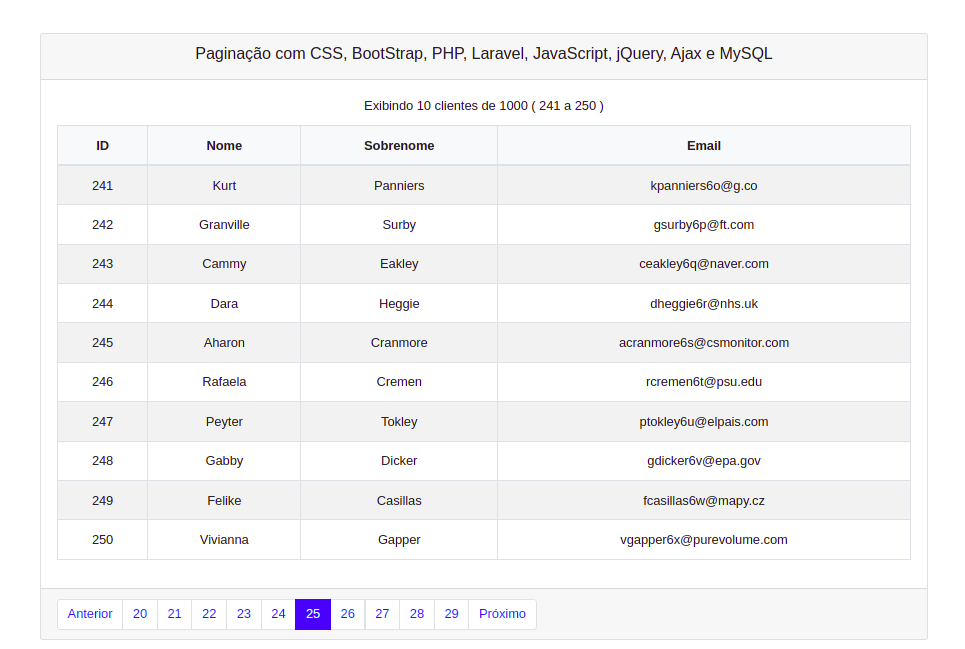 Paginação com CSS, BootStrap, PHP, Laravel, JavaScript, jQuery, Ajax e MySQL
Exibindo 10 clientes de 1000 ( 241 a 250 )
ID Nome Sobrenome Email
241 Kurt Panniers kpanniers6o@g.co
242 Granville Surby gsurby6p@ft.com
243 Cammy Eakley ceakley6q@naver.com
244 Dara Heggie dheggie6r@nhs.uk
245 Aharon Cranmore acranmore6s@csmonitor.com
246 Rafaela Cremen rcremen6t@psu.edu
247 Peyter Tokley ptokley6u@elpais.com
248 Gabby Dicker gdicker6v@epa.gov
249 Felike Casillas fcasillas6w@mapy.cz
250 Vivianna Gapper vgapper6x@purevolume.com
Anterior 20 21 22 23 24 25 26 27 28 29 Próximo